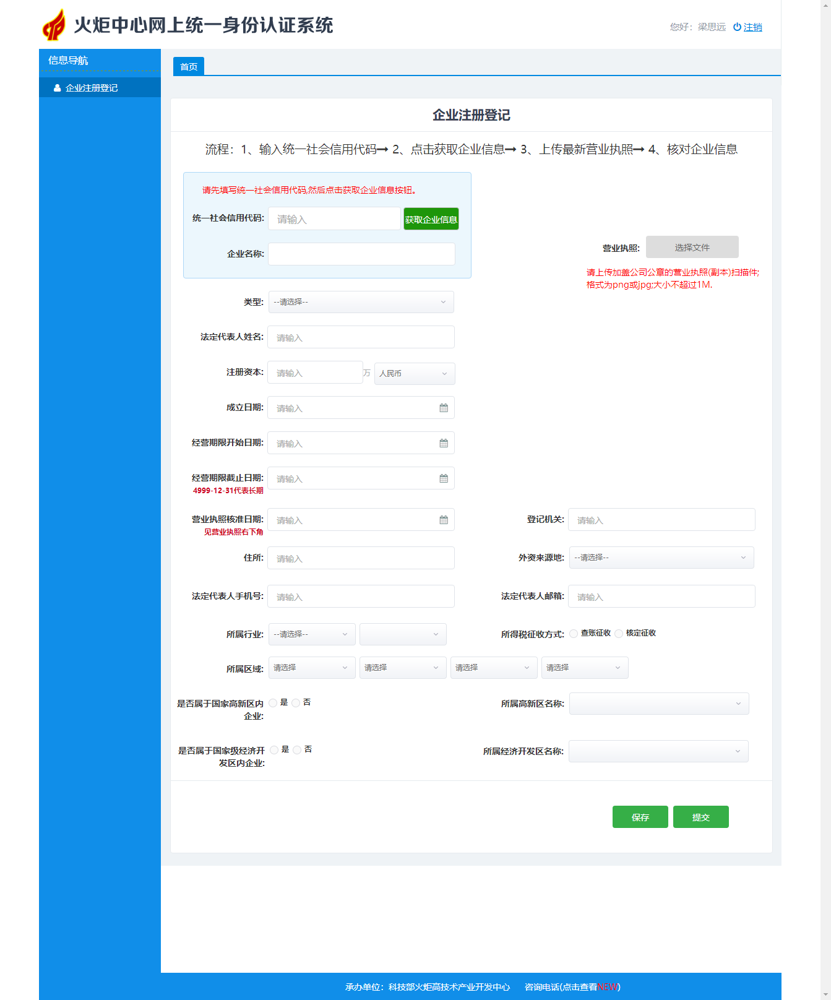 火炬中心网上统一身份认证系统
您好：梁思远 注销
信息导航
企业注册登记
首页
企业注册登记
流程：1、输入统一社会信用代码➞ 2、点击获取企业信息➞ 3、上传最新营业执照➞ 4、核对企业信息
请先填写统一社会信用代码,然后点击获取企业信息按钮。
统一社会信用代码: 请输入 获取企业信息
企业名称:
营业执照: 选择文件
请上传加盖公司公章的营业执照(副本)扫描件;
格式为png或jpg;大小不超过1M.
类型: --请选择--
法定代表人姓名: 请输入
注册资本: 请输入 万 人民币
成立日期: 请输入
经营期限开始日期: 请输入
经营期限截止日期: 请输入
4999-12-31代表长期
营业执照核准日期: 请输入 登记机关: 请输入
见营业执照右下角
住所: 请输入 外资来源地: --请选择--
法定代表人手机号: 请输入 法定代表人邮箱: 请输入
所属行业: --请选择-- 所得税征收方式: 查账征收 核定征收
所属区域: 请选择 请选择 请选择 请选择
是否属于国家高新区内 是 否 所属高新区名称:
企业:
是否属于国家级经济开 是 否 所属经济开发区名称:
发区内企业:
保存 提交
承办单位：科技部火炬高技术产业开发中心 咨询电话(点击查看NEW)